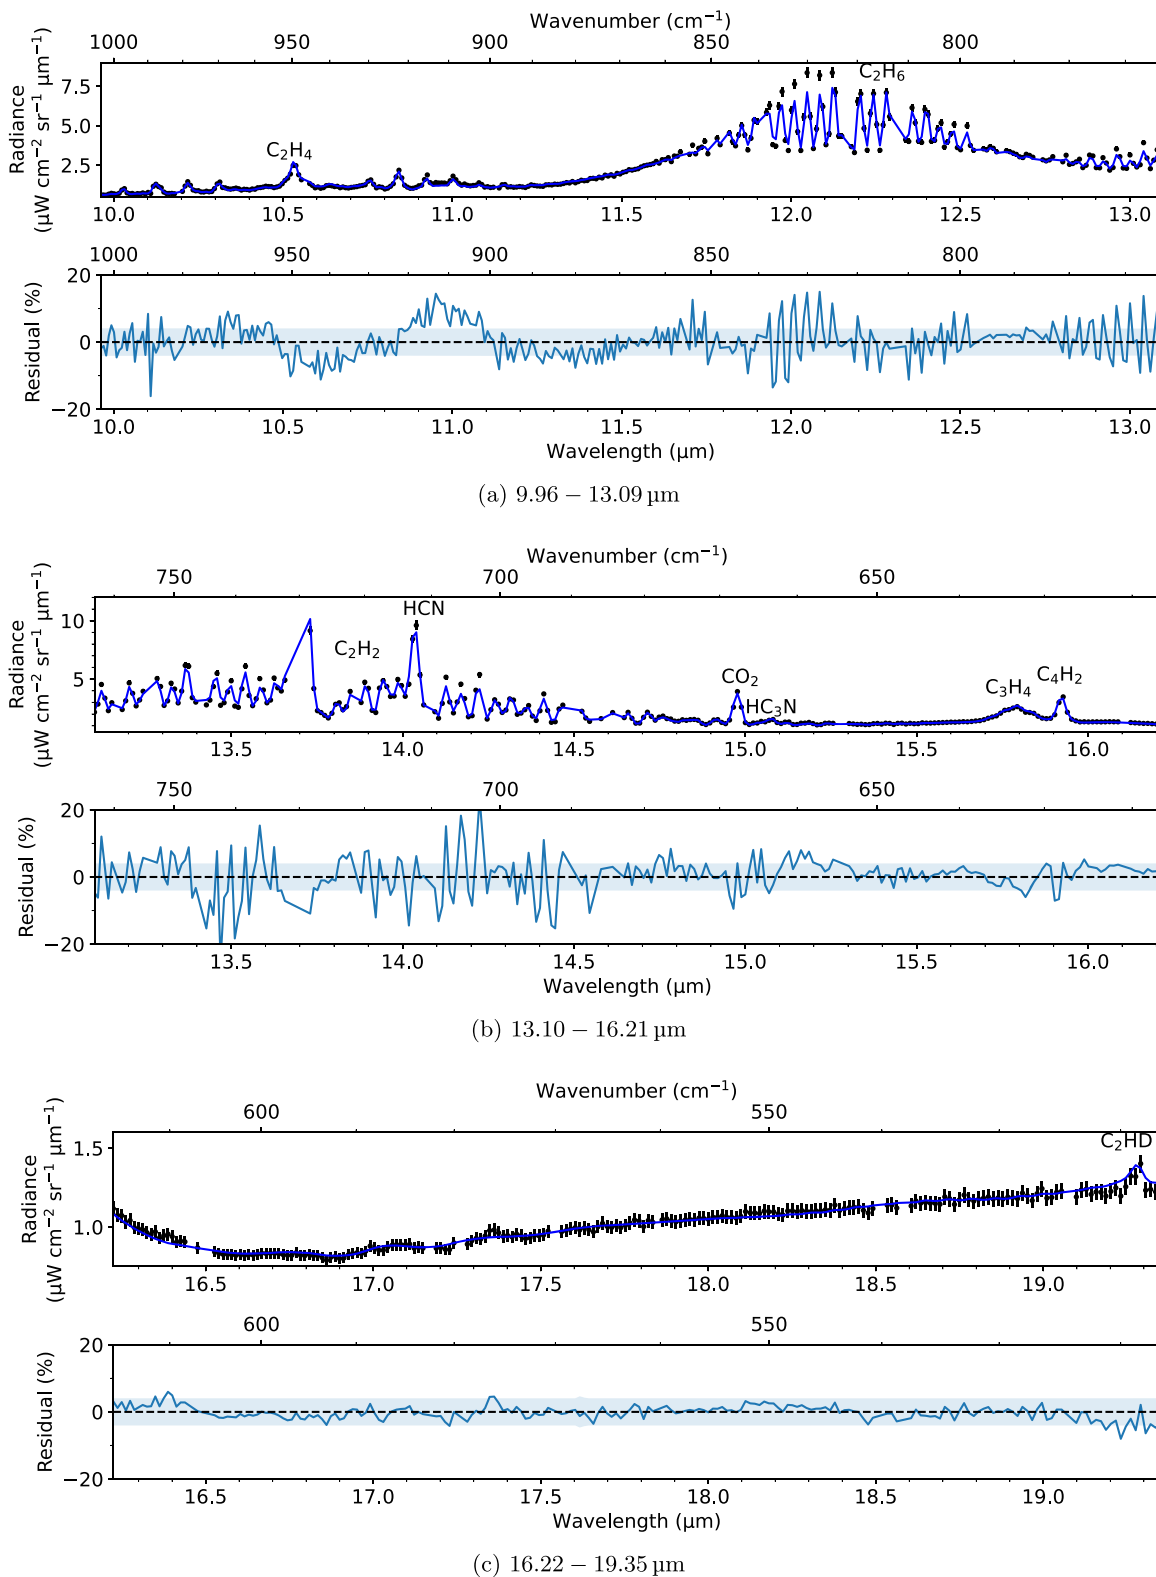 Wavenumber (cm⁻¹)
1000 950 900 850 800
Radiance
(µW cm⁻² sr⁻¹ µm⁻¹)
7.5
5.0
2.5
C₂H₄
C₂H₆
10.0 10.5 11.0 11.5 12.0 12.5 13.0
1000 950 900 850 800
Residual (%)
20
0
−20
10.0 10.5 11.0 11.5 12.0 12.5 13.0
Wavelength (µm)
(a) 9.96 − 13.09 µm
Wavenumber (cm⁻¹)
750 700 650
Radiance
(µW cm⁻² sr⁻¹ µm⁻¹)
10
5
HCN
C₂H₂
CO₂
HC₃N
C₃H₄
C₄H₂
13.5 14.0 14.5 15.0 15.5 16.0
750 700 650
Residual (%)
20
0
−20
13.5 14.0 14.5 15.0 15.5 16.0
Wavelength (µm)
(b) 13.10 − 16.21 µm
Wavenumber (cm⁻¹)
600 550
Radiance
(µW cm⁻² sr⁻¹ µm⁻¹)
1.5
1.0
C₂HD
16.5 17.0 17.5 18.0 18.5 19.0
600 550
Residual (%)
20
0
−20
16.5 17.0 17.5 18.0 18.5 19.0
Wavelength (µm)
(c) 16.22 − 19.35 µm